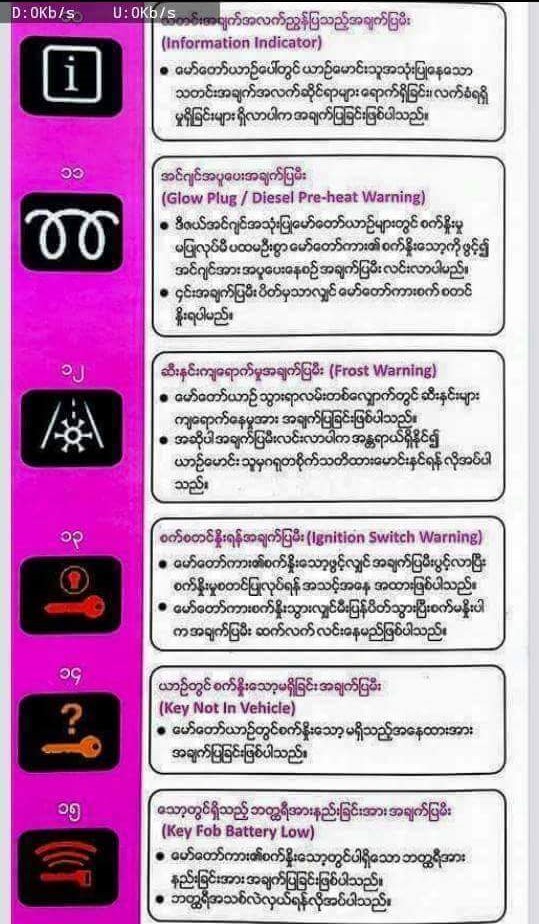 D:0Kb/s U:0Kb/s
သတင်းအချက်အလက်ညွှန်ပြသည့်အချက်ပြမီး
(Information Indicator)
• မော်တော်ယာဉ်ပေါ်တွင် ယာဉ်မောင်းသူအသုံးပြုနေသော
သတင်းအချက်အလက်ဆိုင်ရာများ ရောက်ရှိခြင်း၊ လက်ခံရရှိ
မှုရှိခြင်းများ ရှိလာပါက အချက်ပြခြင်းဖြစ်ပါသည်။
၁၁
အင်ဂျင်အပူပေးအချက်ပြမီး
(Glow Plug / Diesel Pre-heat Warning)
• ဒီဇယ်အင်ဂျင်အသုံးပြုမော်တော်ယာဉ်များတွင် စက်နှိုးမှု
မပြုလုပ်မီ ပထမဦးစွာ မော်တော်ကား၏ စက်နှိုးသော့ကို ဖွင့်၍
အင်ဂျင်အား အပူပေးနေစဉ် အချက်ပြမီး လင်းလာပါမည်။
• ၎င်းအချက်ပြမီး ပိတ်မှသာလျှင် မော်တော်ကားစက် စတင်
နှိုးရပါမည်။
၁၂
ဆီးနှင်းကျရောက်မှုအချက်ပြမီး (Frost Warning)
• မော်တော်ယာဉ် သွားရာလမ်းတစ်လျှောက်တွင် ဆီးနှင်းများ
ကျရောက်နေမှုအား အချက်ပြခြင်းဖြစ်ပါသည်။
• အဆိုပါ အချက်ပြမီးလင်းလာပါက အန္တရာယ်ရှိနိုင်၍
ယာဉ်မောင်း သူမှဂရုတစိုက်သတိထားမောင်းနှင်ရန် လိုအပ်ပါ
သည်။
၁၃
စက်စတင်နှိုးရန်အချက်ပြမီး (Ignition Switch Warning)
• မော်တော်ကား၏စက်နှိုးသော့ဖွင့်လျှင် အချက်ပြမီးပွင့်လာပြီး
စက်နှိုးမှုစတင်ပြုလုပ်ရန် အသင့်အနေ အထားဖြစ်ပါသည်။
• မော်တော်ကားစက်နှိုးသွားလျှင်မီးပြန်ပိတ်သွားပြီးစက်မနှိုးပါ
က အချက်ပြမီး ဆက်လက် လင်းနေမည်ဖြစ်ပါသည်။
၁၄
ယာဉ်တွင် စက်နှိုးသော့မရှိခြင်း အချက်ပြမီး
(Key Not In Vehicle)
• မော်တော်ယာဉ်တွင်စက်နှိုးသော့ မရှိသည့်အနေထားအား
အချက်ပြခြင်းဖြစ်ပါသည်။
၁၅
သော့တွင်ရှိသည့် ဘတ္ထရီအားနည်းခြင်းအား အချက်ပြမီး
(Key Fob Battery Low)
• မော်တော်ကား၏စက်နှိုးသော့တွင်ပါရှိသော ဘတ္ထရီအား
နည်းခြင်းအား အချက်ပြခြင်းဖြစ်ပါသည်။
• ဘတ္ထရီအသစ်လဲလှယ်ရန်လိုအပ်ပါသည်။